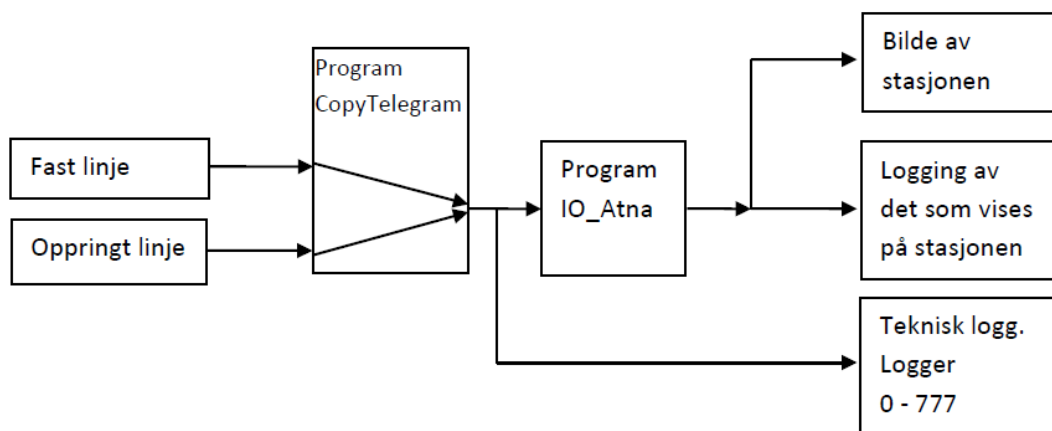 Fast linje
Oppringt linje
Program
CopyTelegram
Program
IO_Atna
Bilde av
stasjonen
Logging av
det som vises
på stasjonen
Teknisk logg.
Logger
0 - 777